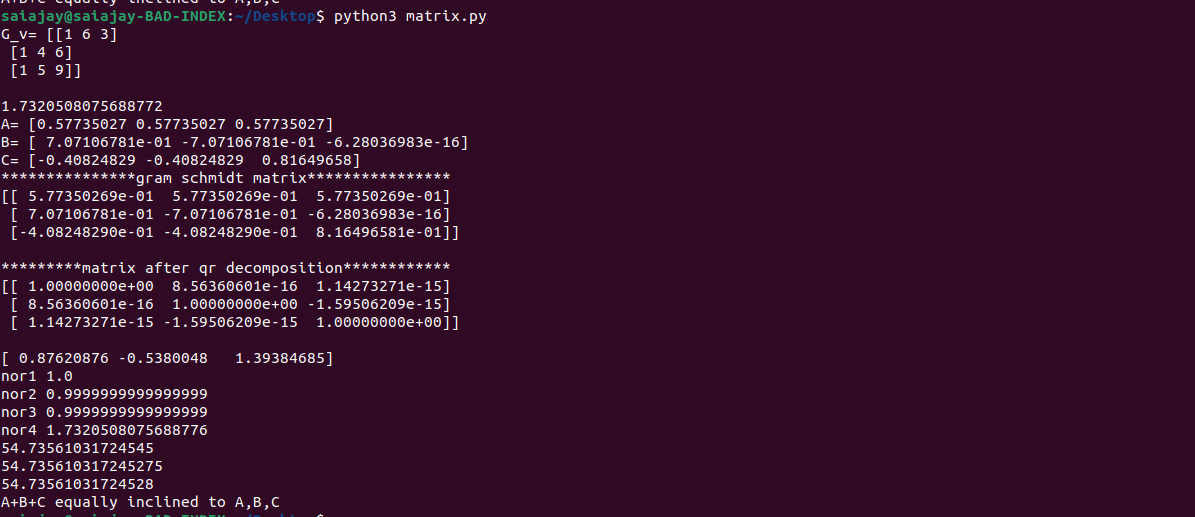 A+B+C equally inclined to A,B,C
saiajay@saiajay-BAD-INDEX:~/Desktop$ python3 matrix.py
G_v= [[1 6 3]
 [1 4 6]
 [1 5 9]]
1.7320508075688772
A= [0.57735027 0.57735027 0.57735027]
B= [ 7.07106781e-01 -7.07106781e-01 -6.28036983e-16]
C= [-0.40824829 -0.40824829  0.81649658]
***************gram schmidt matrix****************
[[ 5.77350269e-01  5.77350269e-01  5.77350269e-01]
 [ 7.07106781e-01 -7.07106781e-01 -6.28036983e-16]
 [-4.08248290e-01 -4.08248290e-01  8.16496581e-01]]
*********matrix after qr decomposition************
[[ 1.00000000e+00  8.56360601e-16  1.14273271e-15]
 [ 8.56360601e-16  1.00000000e+00 -1.59506209e-15]
 [ 1.14273271e-15 -1.59506209e-15  1.00000000e+00]]
[ 0.87620876 -0.5380048   1.39384685]
nor1 1.0
nor2 0.9999999999999999
nor3 0.9999999999999999
nor4 1.7320508075688776
54.73561031724545
54.735610317245275
54.73561031724528
A+B+C equally inclined to A,B,C
saiajay@saiajay-BAD-INDEX:~/Desktop$